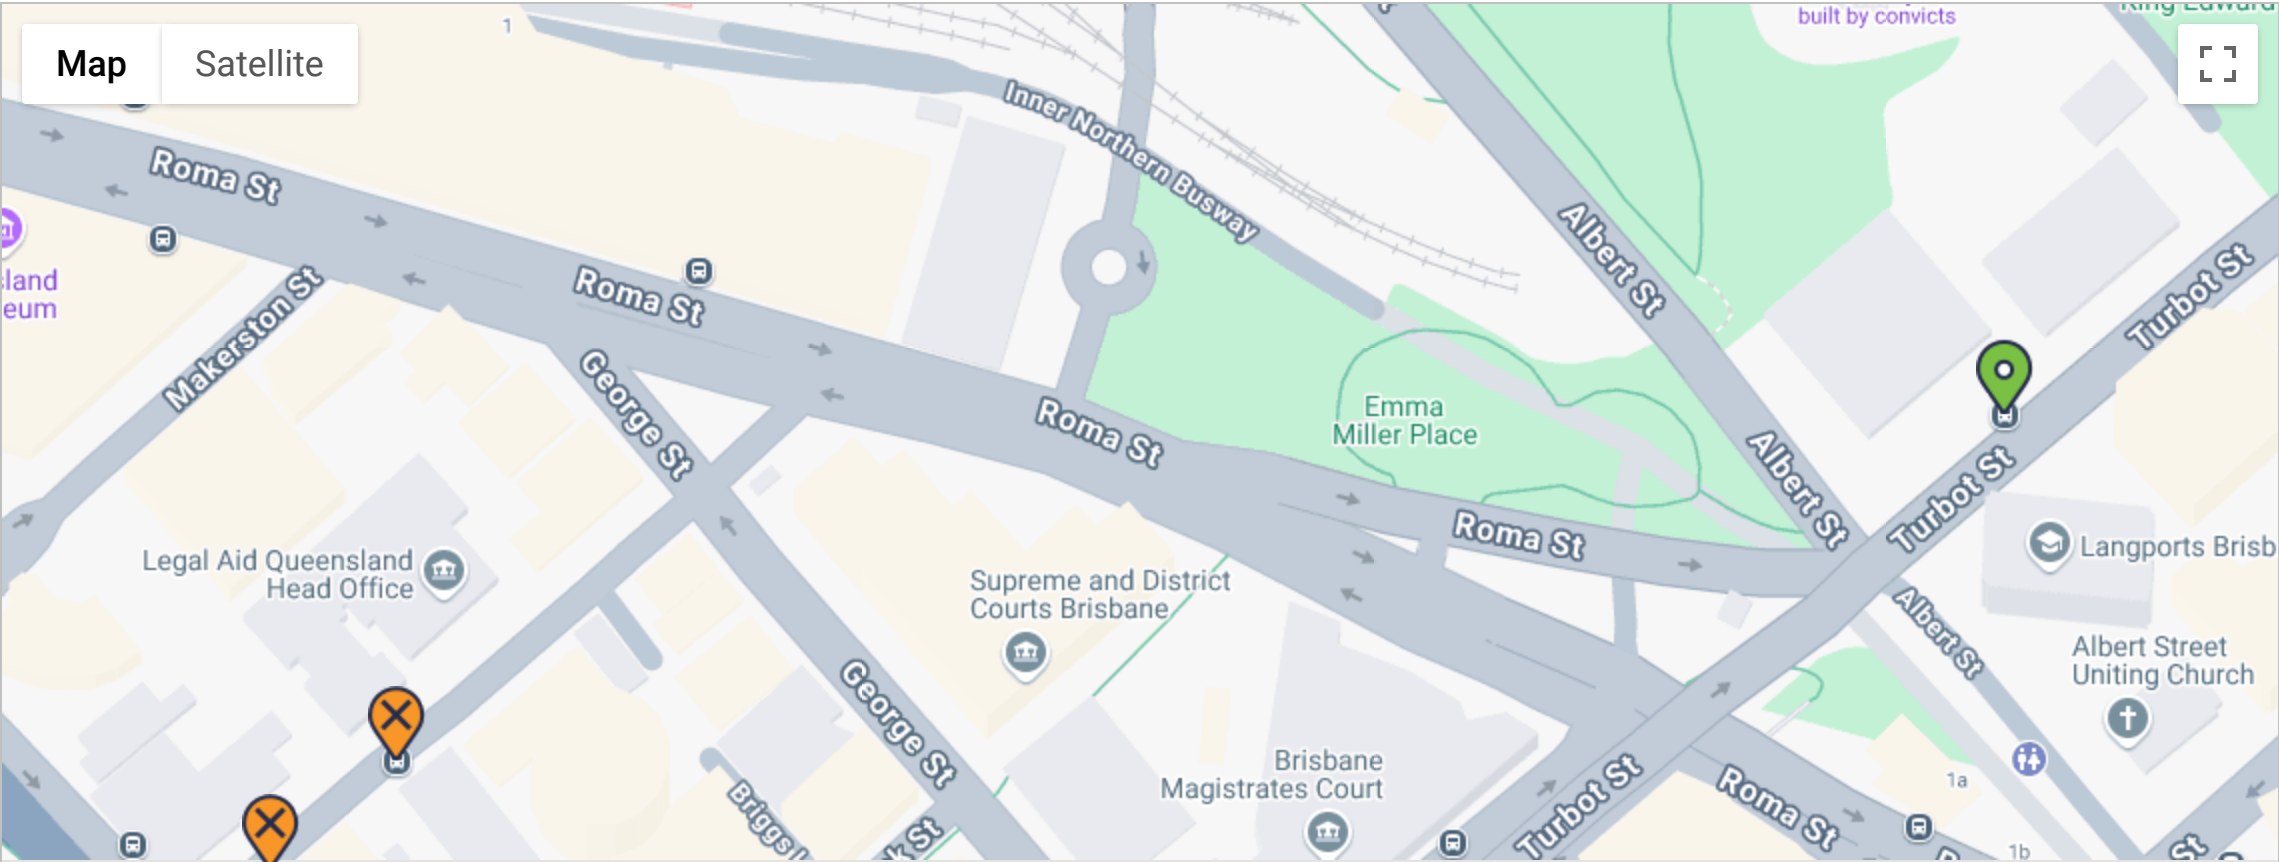 built by convicts
1
Map
Satellite
Inner Northern Busway
Roma St
Albert St
Roma St
Turbot St
Makerston St
George St
Roma St
Emma
Miller Place
Albert St
Turbot St
Roma St
Langports Brisb
Legal Aid Queensland
Head Office
Supreme and District
Courts Brisbane
Albert St
Albert Street
Uniting Church
George St
Brisbane
Magistrates Court
Turbot St
Roma St
1a
1b